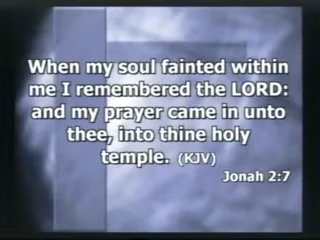 When my soul fainted within
me I remembered the LORD:
and my prayer came in unto
thee, into thine holy
temple. (KJV)
Jonah 2:7